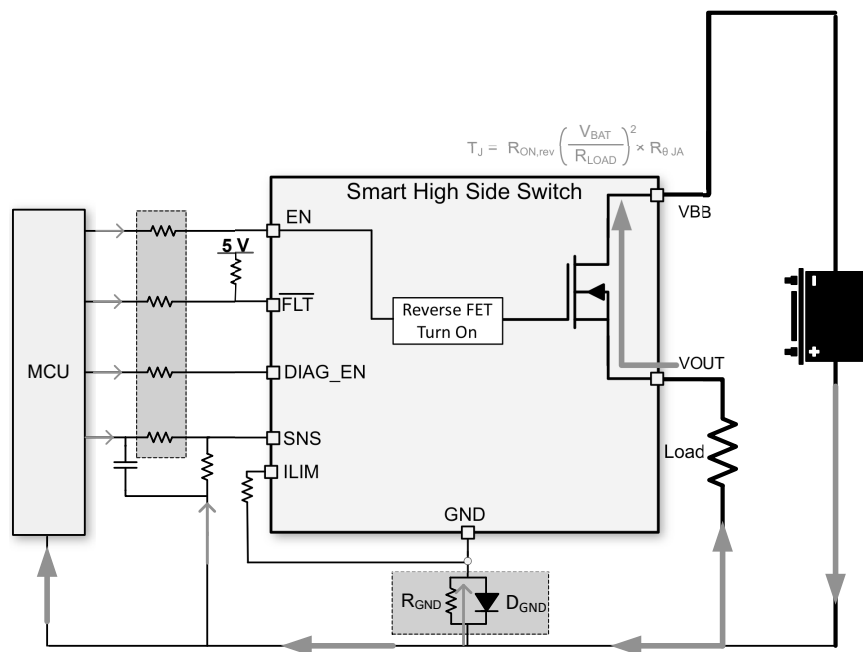 T_J = R_ON,rev (V_BAT / R_LOAD)^2 × R_θJA
Smart High Side Switch
EN
VBB
5 V
FLT
Reverse FET
Turn On
MCU
DIAG_EN
VOUT
SNS
ILIM
Load
GND
R_GND
D_GND
-
+